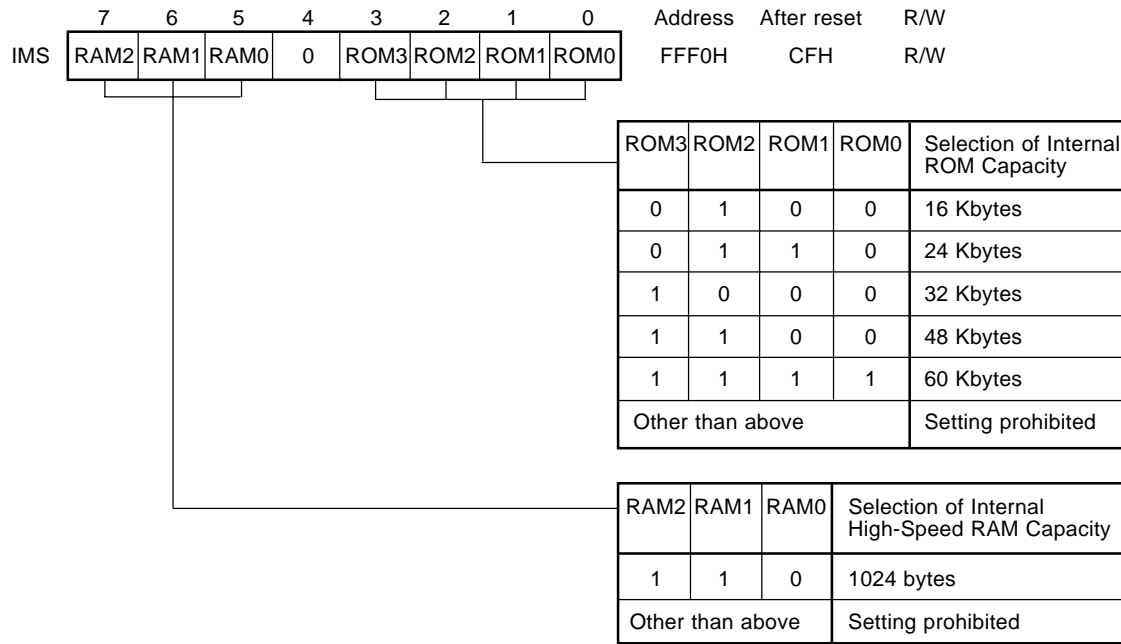 7 6 5 4 3 2 1 0 Address After reset R/W
IMS RAM2 RAM1 RAM0 0 ROM3 ROM2 ROM1 ROM0 FFF0H CFH R/W
ROM3 ROM2 ROM1 ROM0 Selection of Internal
ROM Capacity
0 1 0 0 16 Kbytes
0 1 1 0 24 Kbytes
1 0 0 0 32 Kbytes
1 1 0 0 48 Kbytes
1 1 1 1 60 Kbytes
Other than above Setting prohibited
RAM2 RAM1 RAM0 Selection of Internal
High-Speed RAM Capacity
1 1 0 1024 bytes
Other than above Setting prohibited